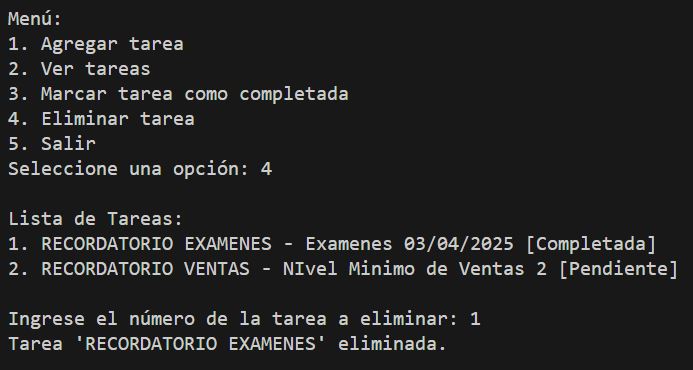 Menú:
1. Agregar tarea
2. Ver tareas
3. Marcar tarea como completada
4. Eliminar tarea
5. Salir
Seleccione una opción: 4
Lista de Tareas:
1. RECORDATORIO EXAMENES - Examenes 03/04/2025 [Completada]
2. RECORDATORIO VENTAS - NIvel Minimo de Ventas 2 [Pendiente]
Ingrese el número de la tarea a eliminar: 1
Tarea 'RECORDATORIO EXAMENES' eliminada.